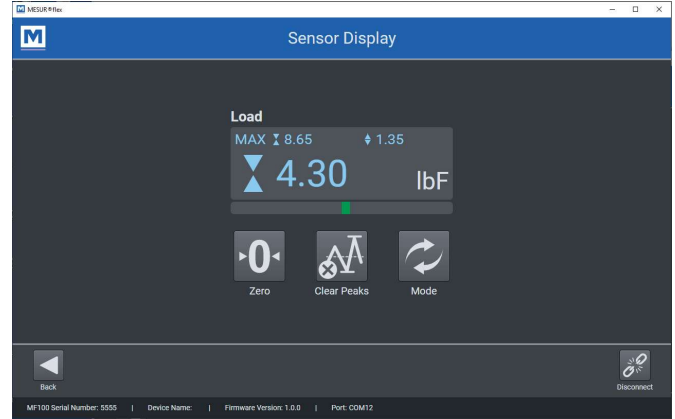 MESUR®flex
M
Sensor Display
Load
MAX 8.65 1.35
4.30 lbF
0
Zero Clear Peaks Mode
Back Disconnect
MF100 Serial Number: 5555 | Device Name: | Firmware Version: 1.0.0 | Port: COM12